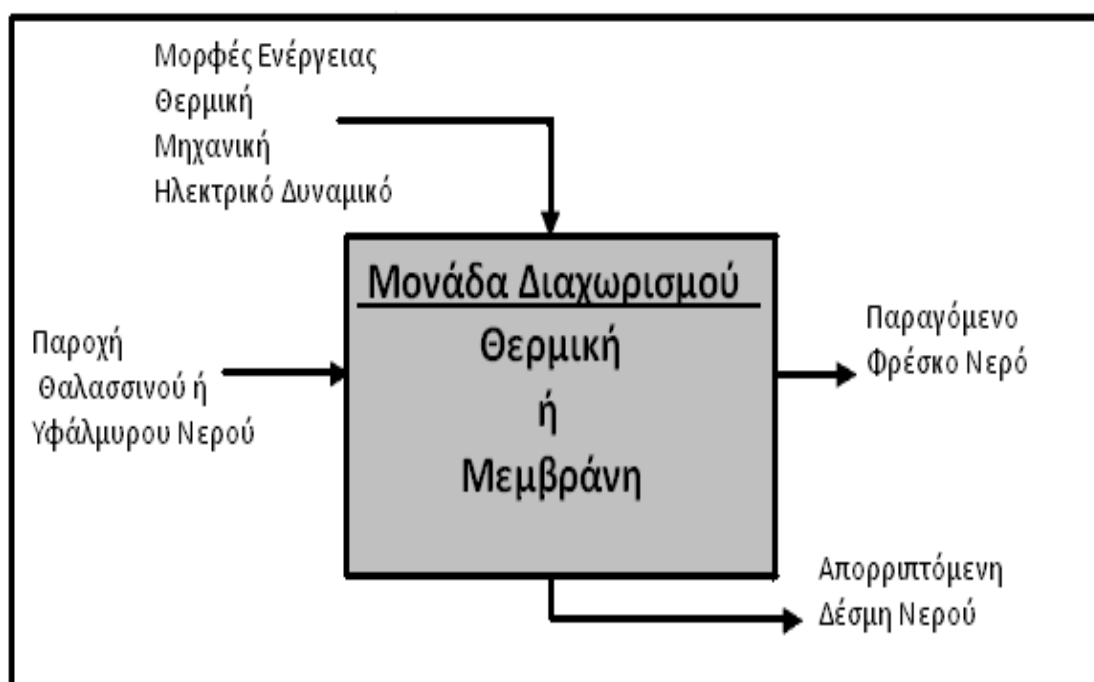 Μορφές Ενέργειας
Θερμική
Μηχανική
Ηλεκτρικό Δυναμικό
Μονάδα Διαχωρισμού
Θερμική
ή
Μεμβράνη
Παροχή
Θαλασσινού ή
Υφάλμυρου Νερού
Παραγόμενο
Φρέσκο Νερό
Απορριπτόμενη
Δέσμη Νερού